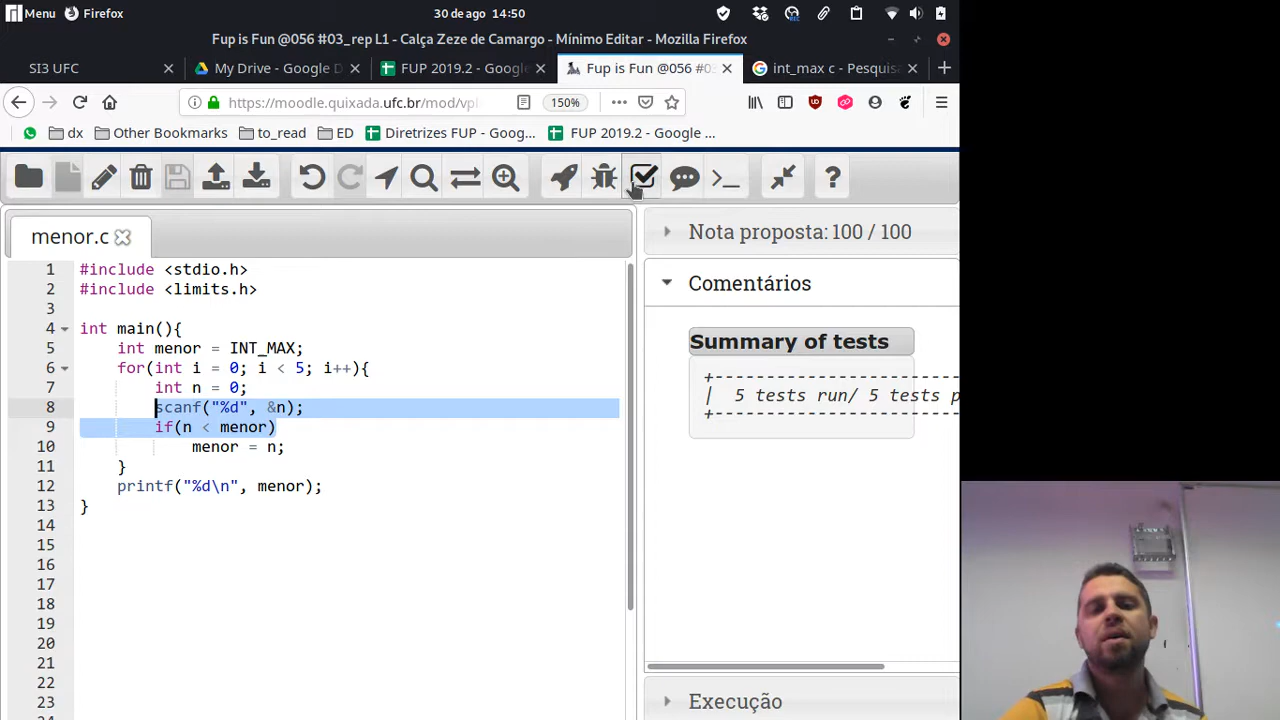 Menu Firefox 30 de ago 14:50
Fup is Fun @056 #03_rep L1 - Calça Zeze de Camargo - Mínimo Editar - Mozilla Firefox
SI3 UFC My Drive - Google D FUP 2019.2 - Google Fup is Fun @056 #0 int_max c - Pesquisa
https://moodle.quixada.ufc.br/mod/vpl 150%
dx Other Bookmarks to_read ED Diretrizes FUP - Goog... FUP 2019.2 - Google ...
menor.c
1 #include <stdio.h>
2 #include <limits.h>
3
4 int main(){
5 int menor = INT_MAX;
6 for(int i = 0; i < 5; i++){
7 int n = 0;
8 scanf("%d", &n);
9 if(n < menor)
10 menor = n;
11 }
12 printf("%d\n", menor);
13 }
14
15
16
17
18
19
20
21
22
23
Nota proposta: 100 / 100
Comentários
Summary of tests
+------------------------
| 5 tests run/ 5 tests p
+------------------------
Execução